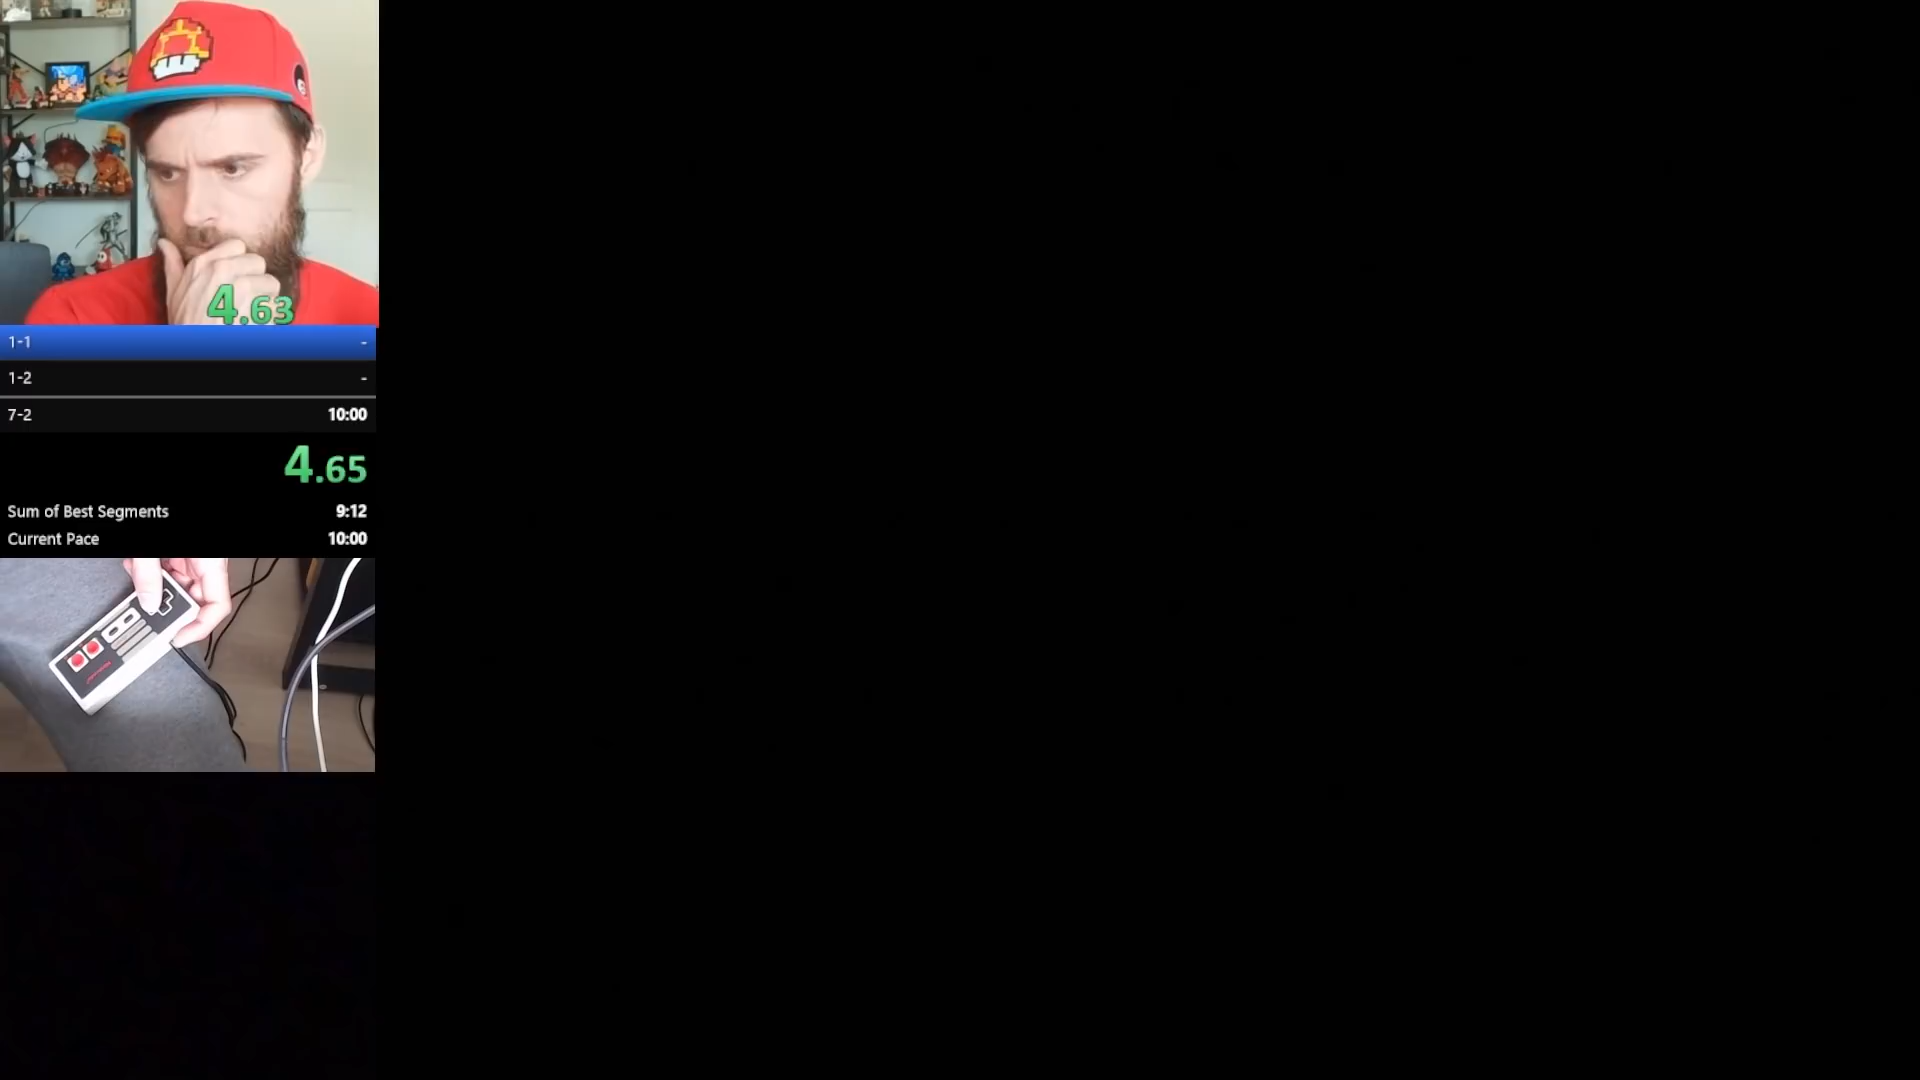 4.63
1-1 -
1-2 -
7-2 10:00
4.65
Sum of Best Segments 9:12
Current Pace 10:00